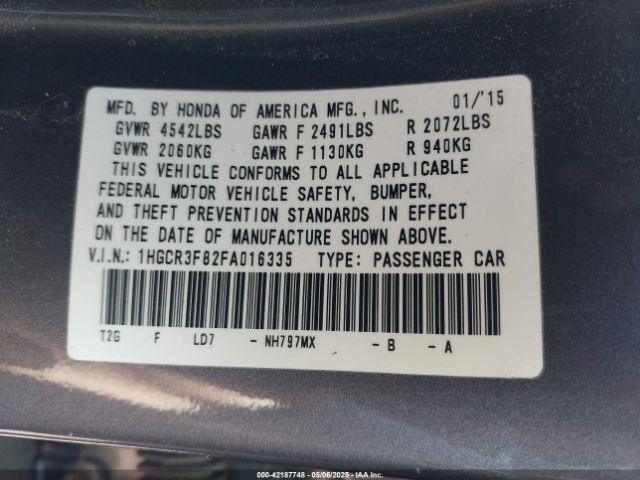 MFD. BY HONDA OF AMERICA MFG., INC. 01/'15
GVWR 4542LBS GAWR F 2491LBS R 2072LBS
GVWR 2060KG GAWR F 1130KG R 940KG
THIS VEHICLE CONFORMS TO ALL APPLICABLE
FEDERAL MOTOR VEHICLE SAFETY, BUMPER,
AND THEFT PREVENTION STANDARDS IN EFFECT
ON THE DATE OF MANUFACTURE SHOWN ABOVE.
V.I.N.: 1HGCR3F82FA016335 TYPE: PASSENGER CAR
T2G F LD7 - NH797MX - B - A
000-42187748 - 05/06/2025 - IAA Inc.